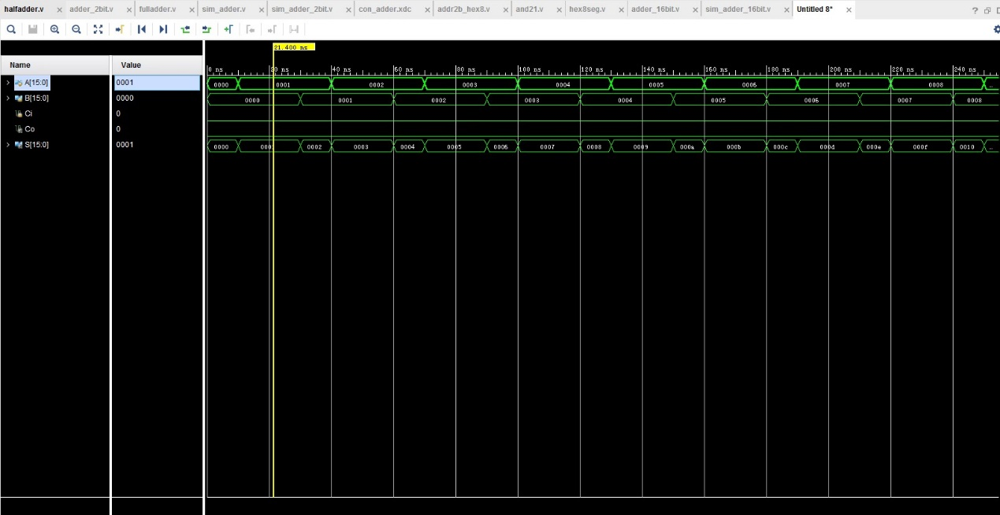 halfadder.v × adder_2bit.v × fulladder.v × sim_adder.v × sim_adder_2bit.v × con_adder.xdc × addr2b_hex8.v × and21.v × hex8seg.v × adder_16bit.v × sim_adder_16bit.v × Untitled 8* × ?
21.400 ns
Name Value
0 ns 20 ns 40 ns 60 ns 80 ns 100 ns 120 ns 140 ns 160 ns 180 ns 200 ns 220 ns 240 ns
> A[15:0] 0001 0000 0001 0002 0003 0004 0005 0006 0007 0008 ...
> B[15:0] 0000 0000 0001 0002 0003 0004 0005 0006 0007 0008
Ci 0
Co 0
> S[15:0] 0001 0000 0001 0002 0003 0004 0005 0006 0007 0008 0009 000a 000b 000c 000d 000e 000f 0010 ...